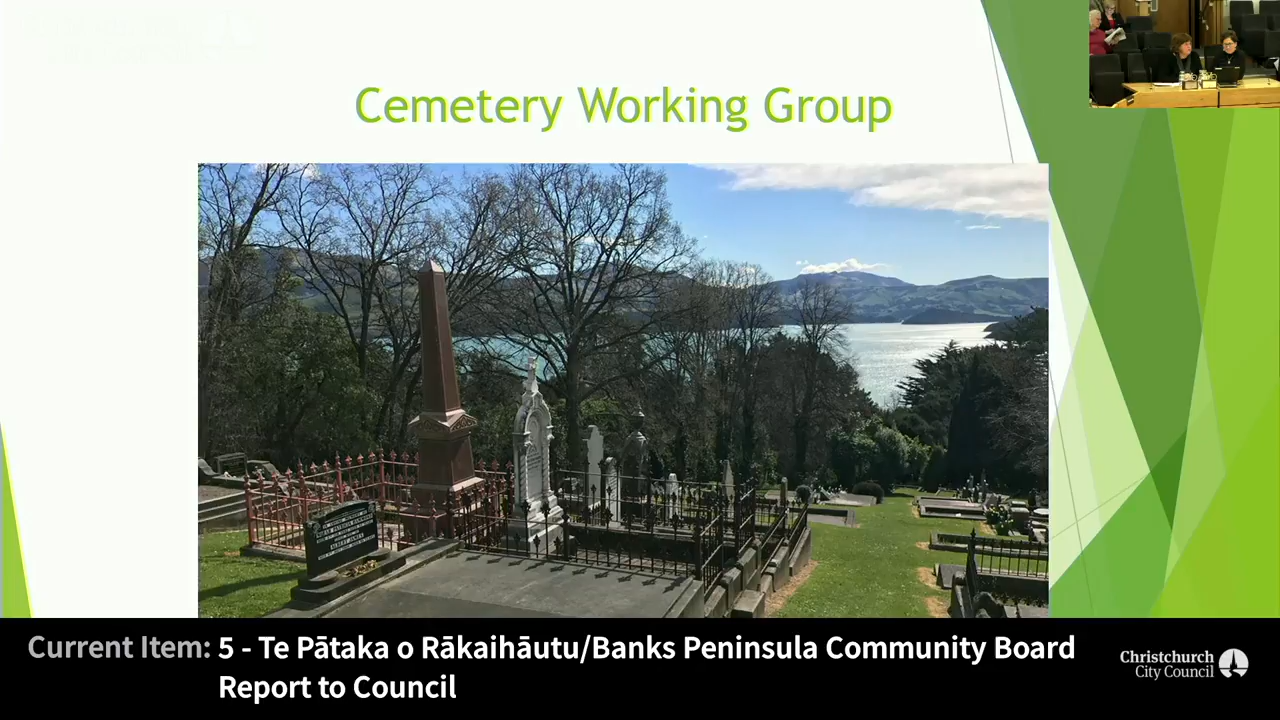 Cemetery Working Group
Current Item: 5 - Te Pātaka o Rākaihāutu/Banks Peninsula Community Board
Report to Council
Christchurch
City Council